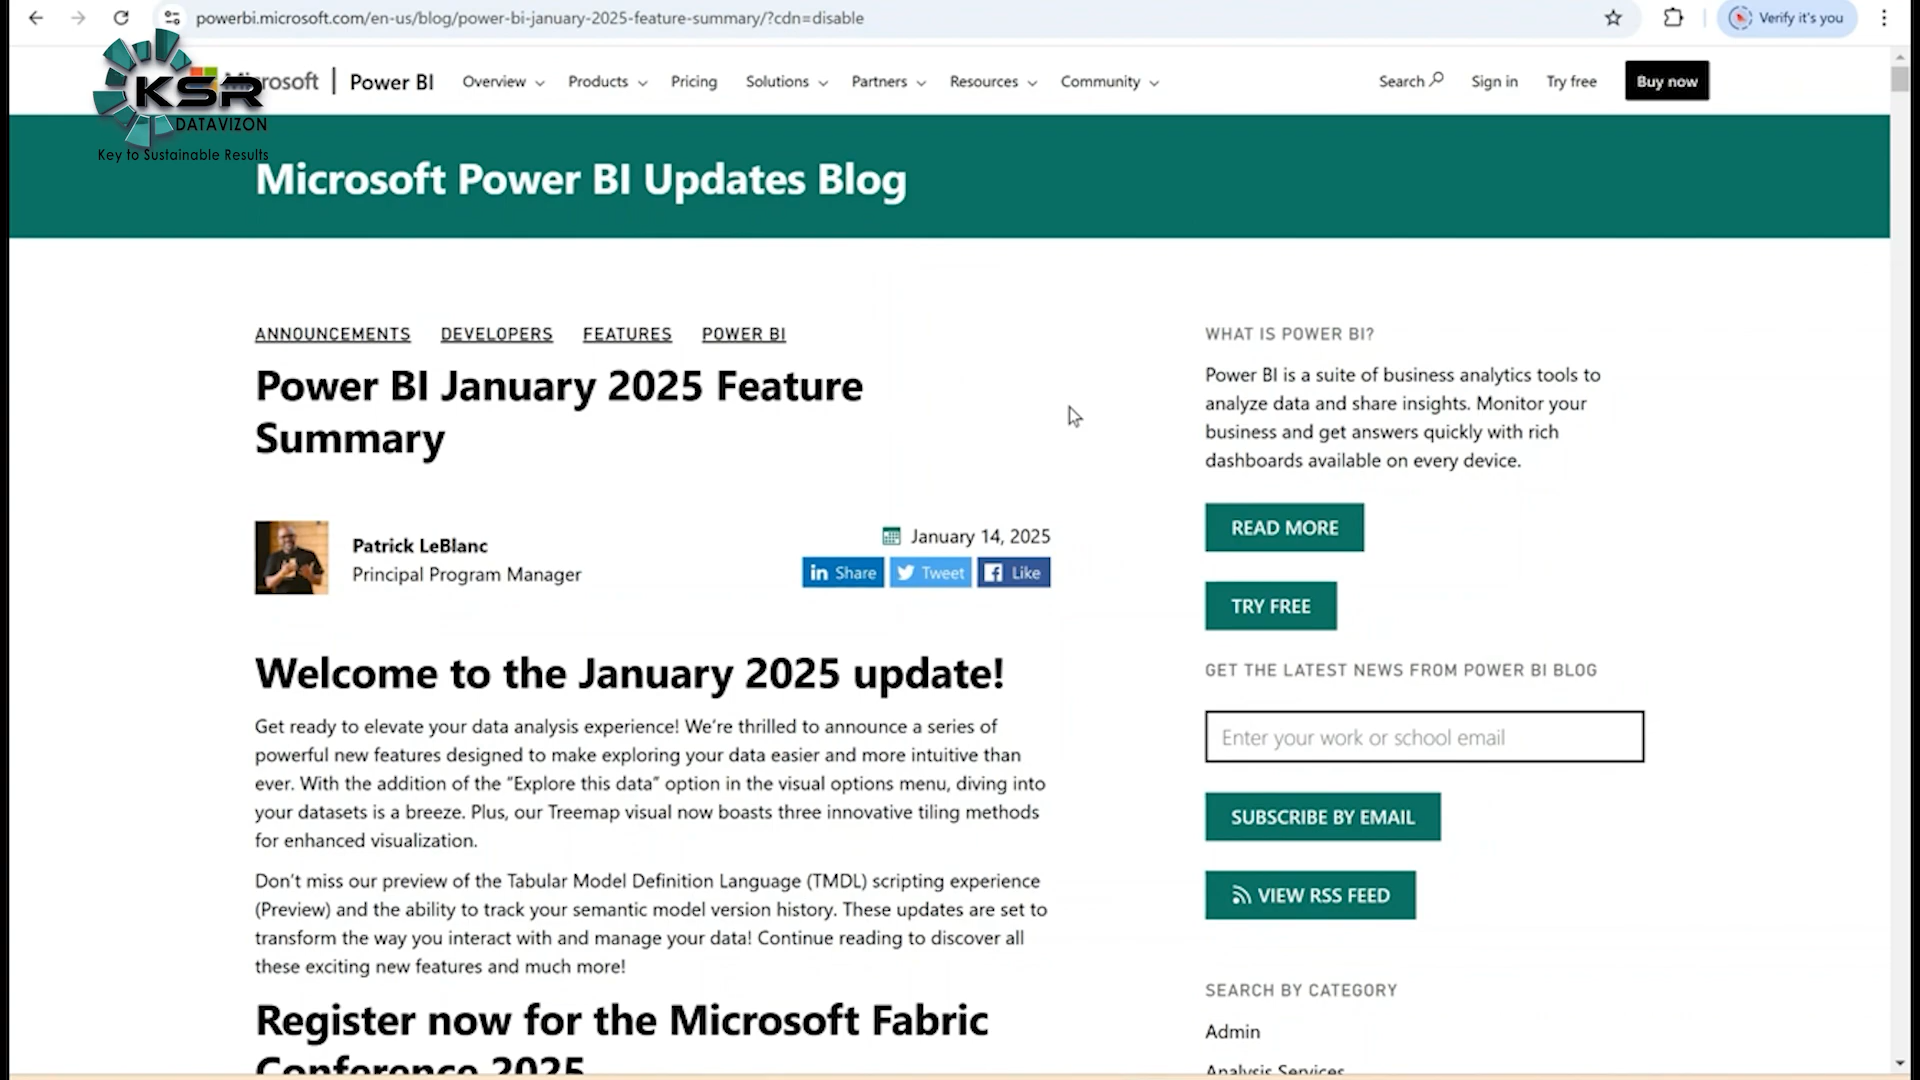 powerbi.microsoft.com/en-us/blog/power-bi-january-2025-feature-summary/?cdn=disable
Verify it's you
KSR
DATAVIZON
Key to Sustainable Results
rosoft
Power BI
Overview
Products
Pricing
Solutions
Partners
Resources
Community
Search
Sign in
Try free
Buy now
Microsoft Power BI Updates Blog
ANNOUNCEMENTS DEVELOPERS FEATURES POWER BI
Power BI January 2025 Feature
Summary
Patrick LeBlanc
Principal Program Manager
January 14, 2025
in Share
Tweet
Like
Welcome to the January 2025 update!
Get ready to elevate your data analysis experience! We’re thrilled to announce a series of
powerful new features designed to make exploring your data easier and more intuitive than
ever. With the addition of the “Explore this data” option in the visual options menu, diving into
your datasets is a breeze. Plus, our Treemap visual now boasts three innovative tiling methods
for enhanced visualization.
Don’t miss our preview of the Tabular Model Definition Language (TMDL) scripting experience
(Preview) and the ability to track your semantic model version history. These updates are set to
transform the way you interact with and manage your data! Continue reading to discover all
these exciting new features and much more!
Register now for the Microsoft Fabric
Conference 2025
WHAT IS POWER BI?
Power BI is a suite of business analytics tools to
analyze data and share insights. Monitor your
business and get answers quickly with rich
dashboards available on every device.
READ MORE
TRY FREE
GET THE LATEST NEWS FROM POWER BI BLOG
Enter your work or school email
SUBSCRIBE BY EMAIL
VIEW RSS FEED
SEARCH BY CATEGORY
Admin
Analysis Services